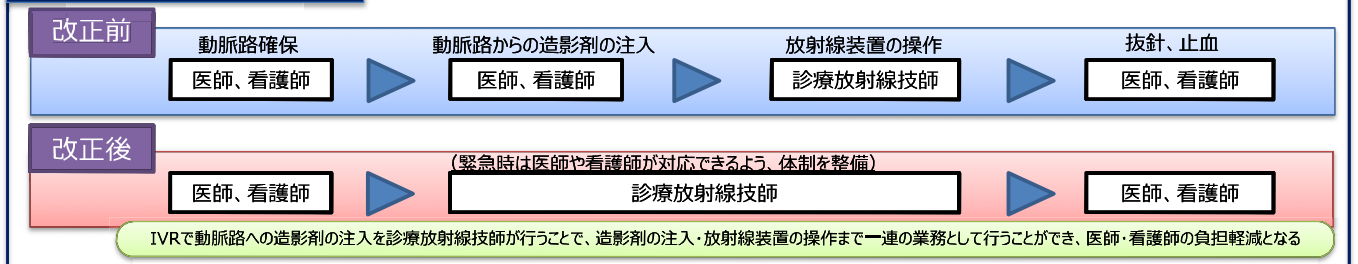 改正前
動脈路確保
動脈路からの造影剤の注入
放射線装置の操作
抜針、止血
医師、看護師
医師、看護師
診療放射線技師
医師、看護師
改正後
（緊急時は医師や看護師が対応できるよう、体制を整備）
医師、看護師
診療放射線技師
医師、看護師
IVRで動脈路への造影剤の注入を診療放射線技師が行うことで、造影剤の注入・放射線装置の操作まで一連の業務として行うことができ、医師・看護師の負担軽減となる